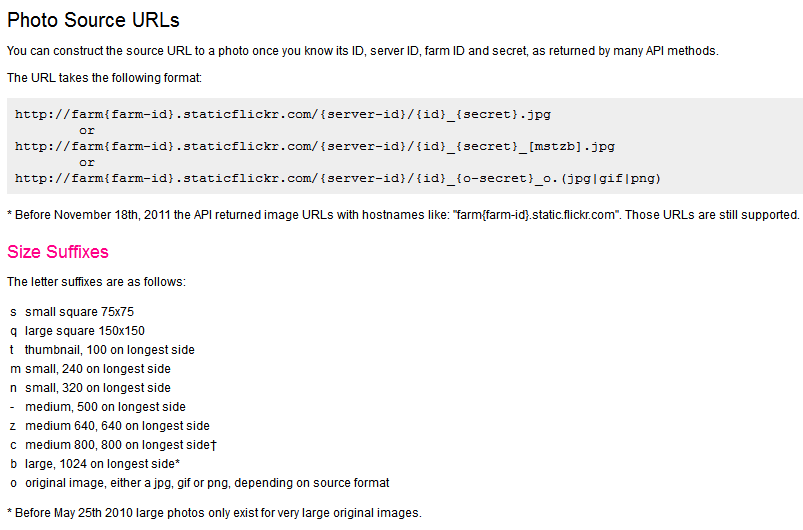 Photo Source URLs
You can construct the source URL to a photo once you know its ID, server ID, farm ID and secret, as returned by many API methods.
The URL takes the following format:
http://farm{farm-id}.staticflickr.com/{server-id}/{id}_{secret}.jpg
or
http://farm{farm-id}.staticflickr.com/{server-id}/{id}_{secret}_[mstzb].jpg
or
http://farm{farm-id}.staticflickr.com/{server-id}/{id}_{o-secret}_o.(jpg|gif|png)
* Before November 18th, 2011 the API returned image URLs with hostnames like: "farm{farm-id}.static.flickr.com". Those URLs are still supported.
Size Suffixes
The letter suffixes are as follows:
s small square 75x75
q large square 150x150
t thumbnail, 100 on longest side
m small, 240 on longest side
n small, 320 on longest side
- medium, 500 on longest side
z medium 640, 640 on longest side
c medium 800, 800 on longest side†
b large, 1024 on longest side*
o original image, either a jpg, gif or png, depending on source format
* Before May 25th 2010 large photos only exist for very large original images.